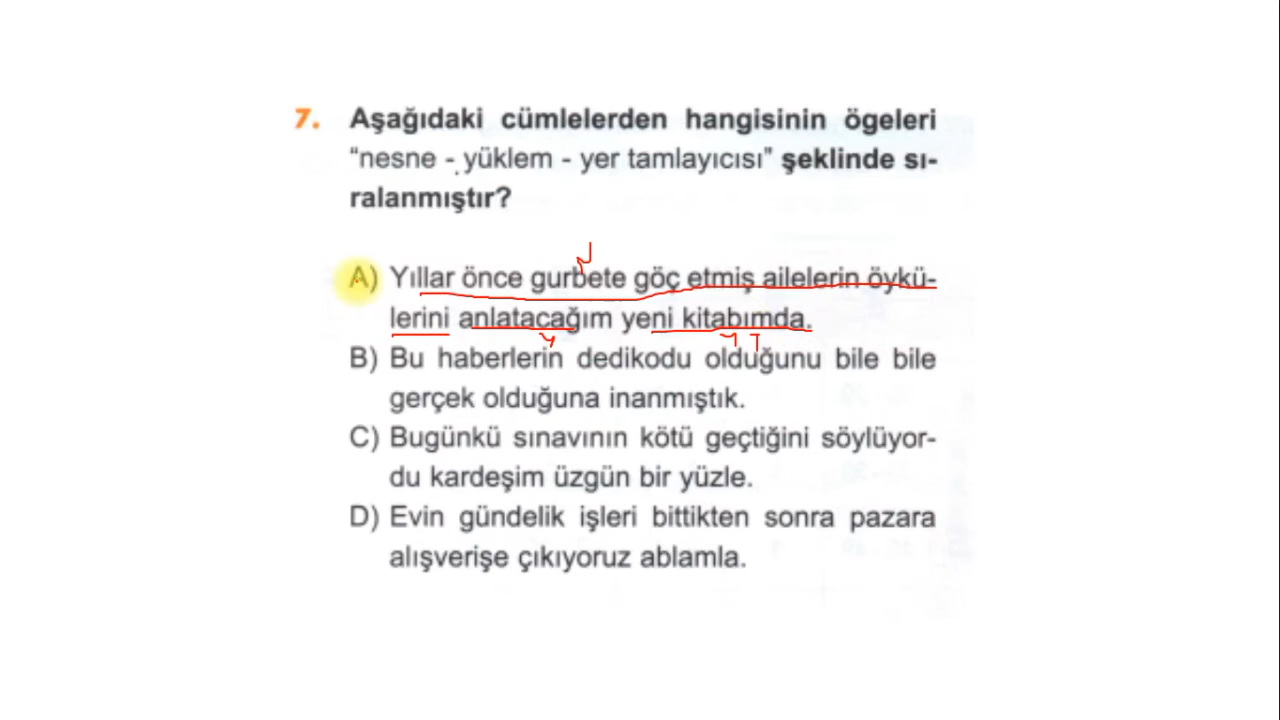 7. Aşağıdaki cümlelerden hangisinin ögeleri
“nesne - yüklem - yer tamlayıcısı” şeklinde sı-
ralanmıştır?
N
A) Yıllar önce gurbete göç etmiş ailelerin öykü-
lerini anlatacağım yeni kitabımda.
y yT
B) Bu haberlerin dedikodu olduğunu bile bile
gerçek olduğuna inanmıştık.
C) Bugünkü sınavının kötü geçtiğini söylüyor-
du kardeşim üzgün bir yüzle.
D) Evin gündelik işleri bittikten sonra pazara
alışverişe çıkıyoruz ablamla.